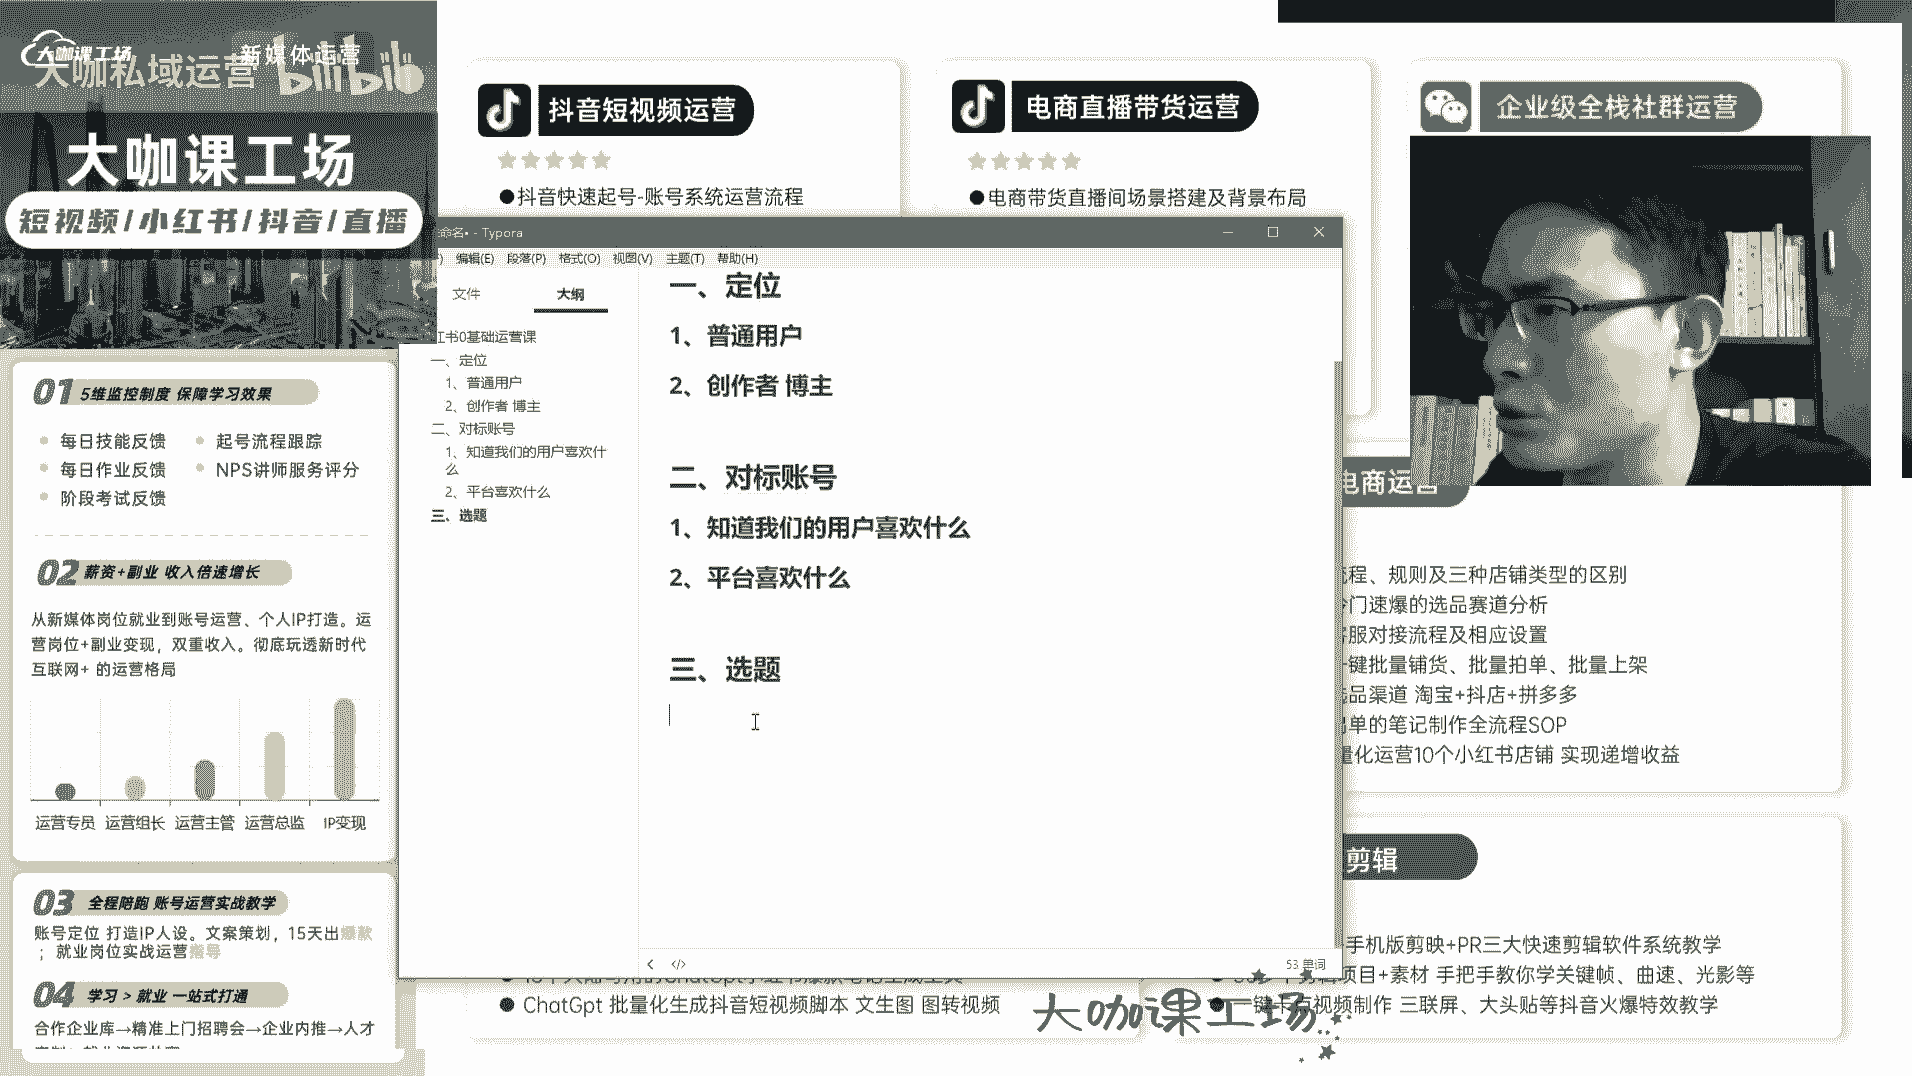 大咖课工场
新媒体运营
大咖私域运营
bilibili
大咖课工场
短视频/小红书/抖音/直播
01 5维监控制度 保障学习效果
每日技能反馈
起号流程跟踪
每日作业反馈
NPS讲师服务评分
阶段考试反馈
02 薪资+副业 收入倍速增长
从新媒体岗位就业到账号运营、个人IP打造。运
营岗位+副业变现，双重收入。彻底玩透新时代
互联网+ 的运营格局
运营专员 运营组长 运营主管 运营总监 IP变现
03 全程陪跑 账号运营实战教学
账号定位 打造IP人设。文案策划，15天出爆款
；就业岗位实战运营指导
04 学习 > 就业 一站式打通
合作企业库→精准上门招聘会→企业内推→人才
抖音短视频运营
●抖音快速起号-账号系统运营流程
电商直播带货运营
●电商带货直播间场景搭建及背景布局
企业级全栈社群运营
命名• - Typora
编辑(E) 段落(P) 格式(O) 视图(V) 主题(T) 帮助(H)
文件
大纲
红书0基础运营课
一、定位
1、普通用户
2、创作者 博主
二、对标账号
1、知道我们的用户喜欢什
么
2、平台喜欢什么
三、选题
一、定位
1、普通用户
2、创作者 博主
二、对标账号
1、知道我们的用户喜欢什么
2、平台喜欢什么
三、选题
53 单词
电商运营
流程、规则及三种店铺类型的区别
冷门速爆的选品赛道分析
客服对接流程及相应设置
一键批量铺货、批量拍单、批量上架
选品渠道 淘宝+抖店+拼多多
出单的笔记制作全流程SOP
量化运营10个小红书店铺 实现递增收益
剪辑
手机版剪映+PR三大快速剪辑软件系统教学
剪辑项目+素材 手把手教你学关键帧、曲速、光影等
一键卡点视频制作 三联屏、大头贴等抖音火爆特效教学
● ChatGpt 批量化生成抖音短视频脚本 文生图 图转视频
大咖课工场